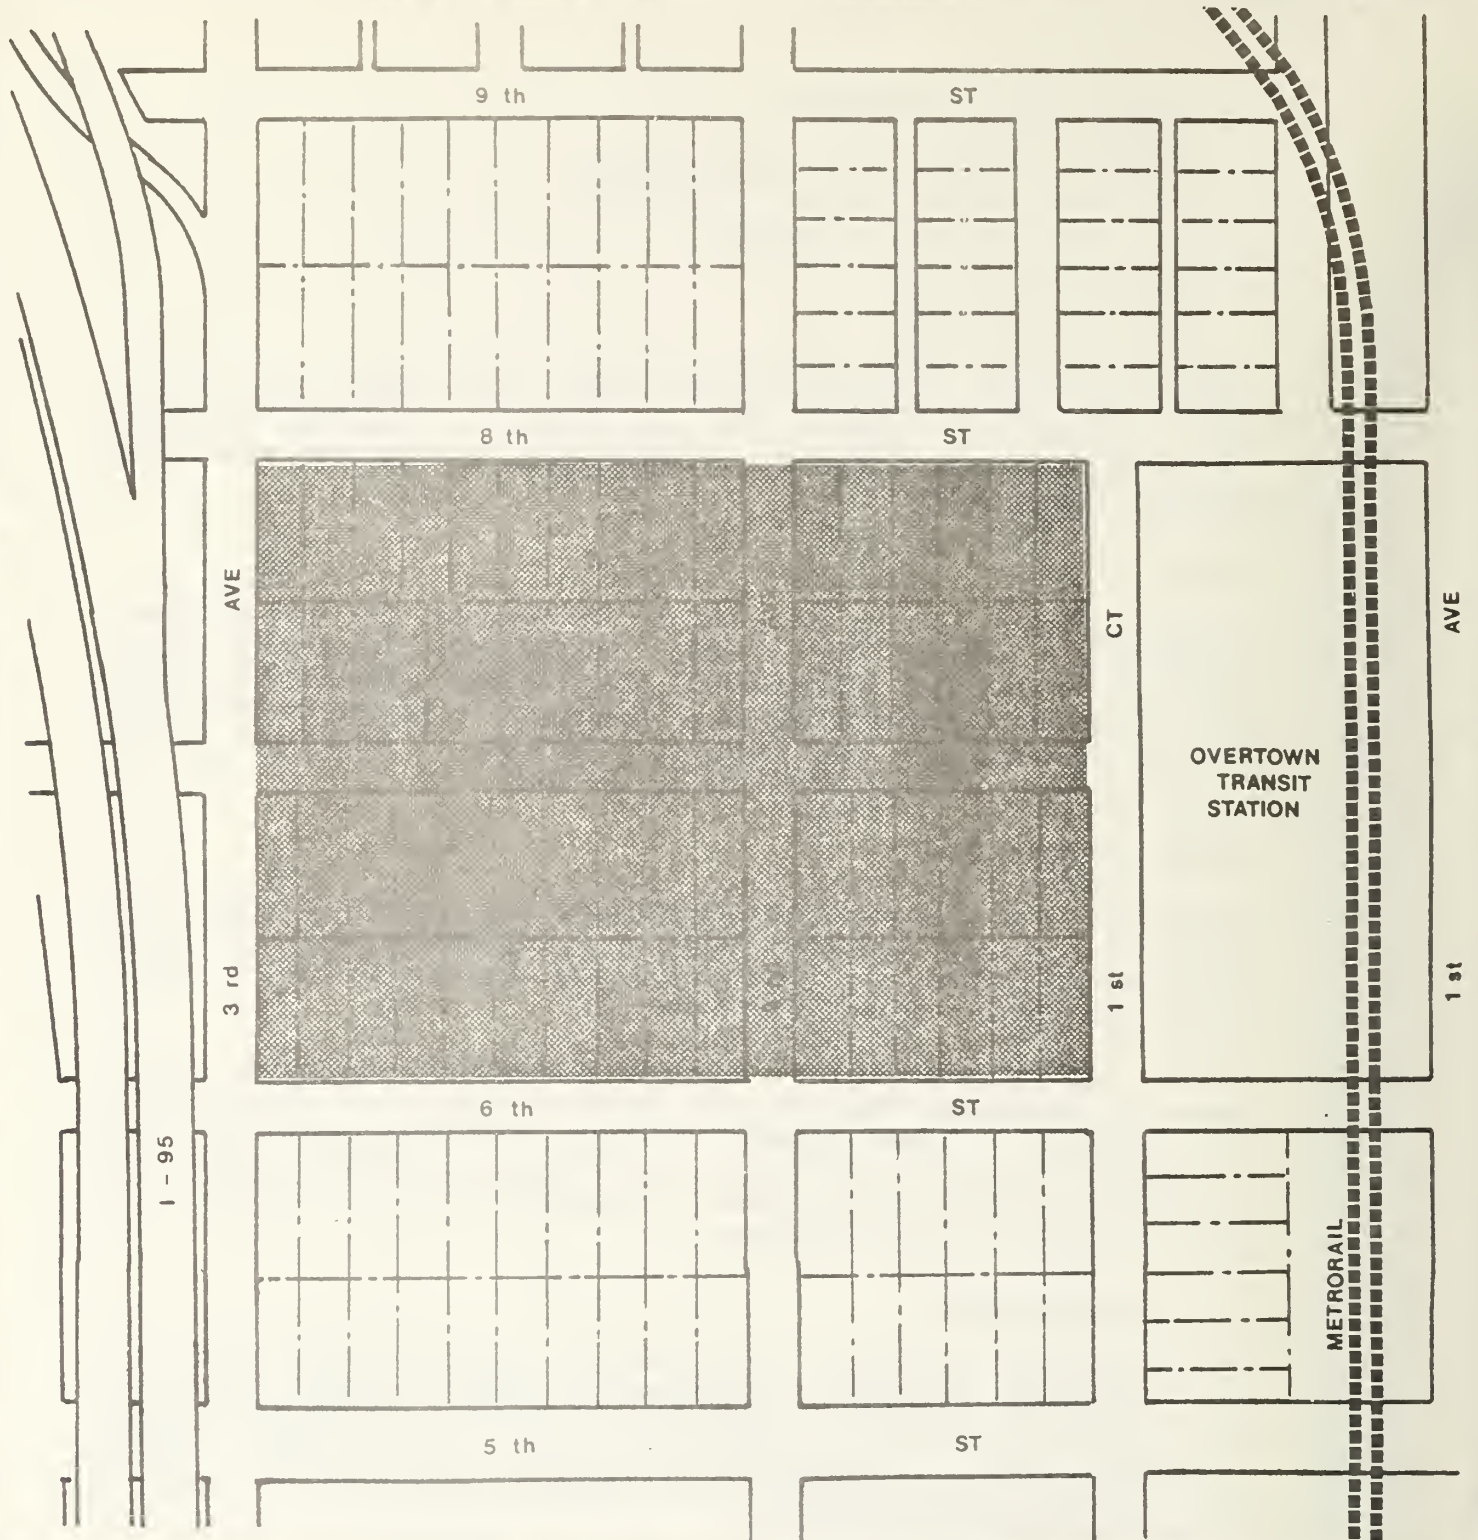 9 th ST
8 th ST
AVE
CT
AVE
OVERTOWN
TRANSIT
STATION
3 rd
1 st
1 st
6 th ST
I - 95
METRORAIL
5 th ST